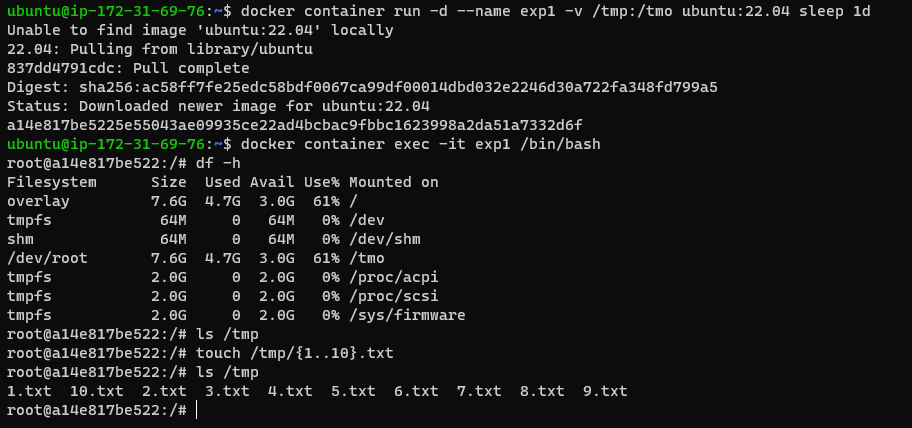 ubuntu@ip-172-31-69-76:~$ docker container run -d --name exp1 -v /tmp:/tmo ubuntu:22.04 sleep 1d
Unable to find image 'ubuntu:22.04' locally
22.04: Pulling from library/ubuntu
837dd4791cdc: Pull complete
Digest: sha256:ac58ff7fe25edc58bdf0067ca99df00014dbd032e2246d30a722fa348fd799a5
Status: Downloaded newer image for ubuntu:22.04
a14e817be5225e55043ae09935ce22ad4bcbac9fbbc1623998a2da51a7332d6f
ubuntu@ip-172-31-69-76:~$ docker container exec -it exp1 /bin/bash
root@a14e817be522:/# df -h
Filesystem      Size  Used Avail Use% Mounted on
overlay         7.6G  4.7G  3.0G  61% /
tmpfs            64M     0   64M   0% /dev
shm              64M     0   64M   0% /dev/shm
/dev/root       7.6G  4.7G  3.0G  61% /tmo
tmpfs           2.0G     0  2.0G   0% /proc/acpi
tmpfs           2.0G     0  2.0G   0% /proc/scsi
tmpfs           2.0G     0  2.0G   0% /sys/firmware
root@a14e817be522:/# ls /tmp
root@a14e817be522:/# touch /tmp/{1..10}.txt
root@a14e817be522:/# ls /tmp
1.txt  10.txt  2.txt  3.txt  4.txt  5.txt  6.txt  7.txt  8.txt  9.txt
root@a14e817be522:/#